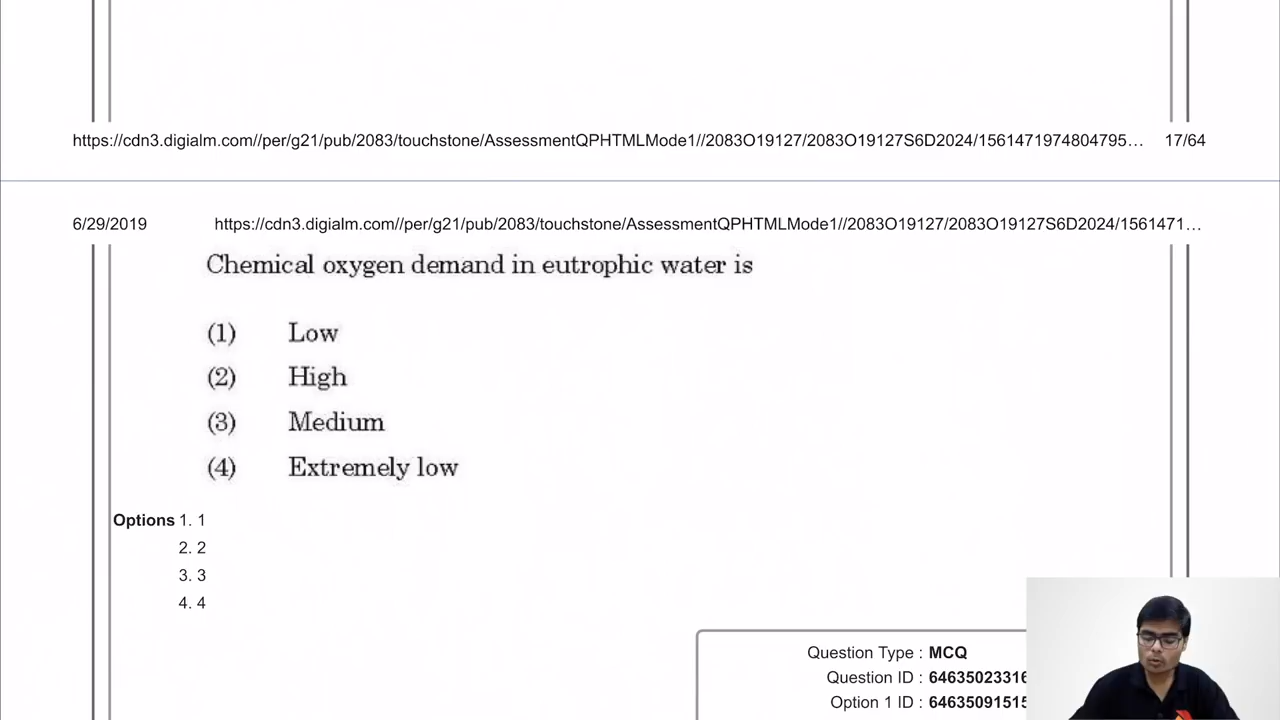 https://cdn3.digialm.com//per/g21/pub/2083/touchstone/AssessmentQPHTMLMode1//2083O19127/2083O19127S6D2024/1561471974804795… 17/64
6/29/2019 https://cdn3.digialm.com//per/g21/pub/2083/touchstone/AssessmentQPHTMLMode1//2083O19127/2083O19127S6D2024/1561471…
Chemical oxygen demand in eutrophic water is
(1) Low
(2) High
(3) Medium
(4) Extremely low
Options 1. 1
2. 2
3. 3
4. 4
Question Type : MCQ
Question ID : 64635023316
Option 1 ID : 64635091515